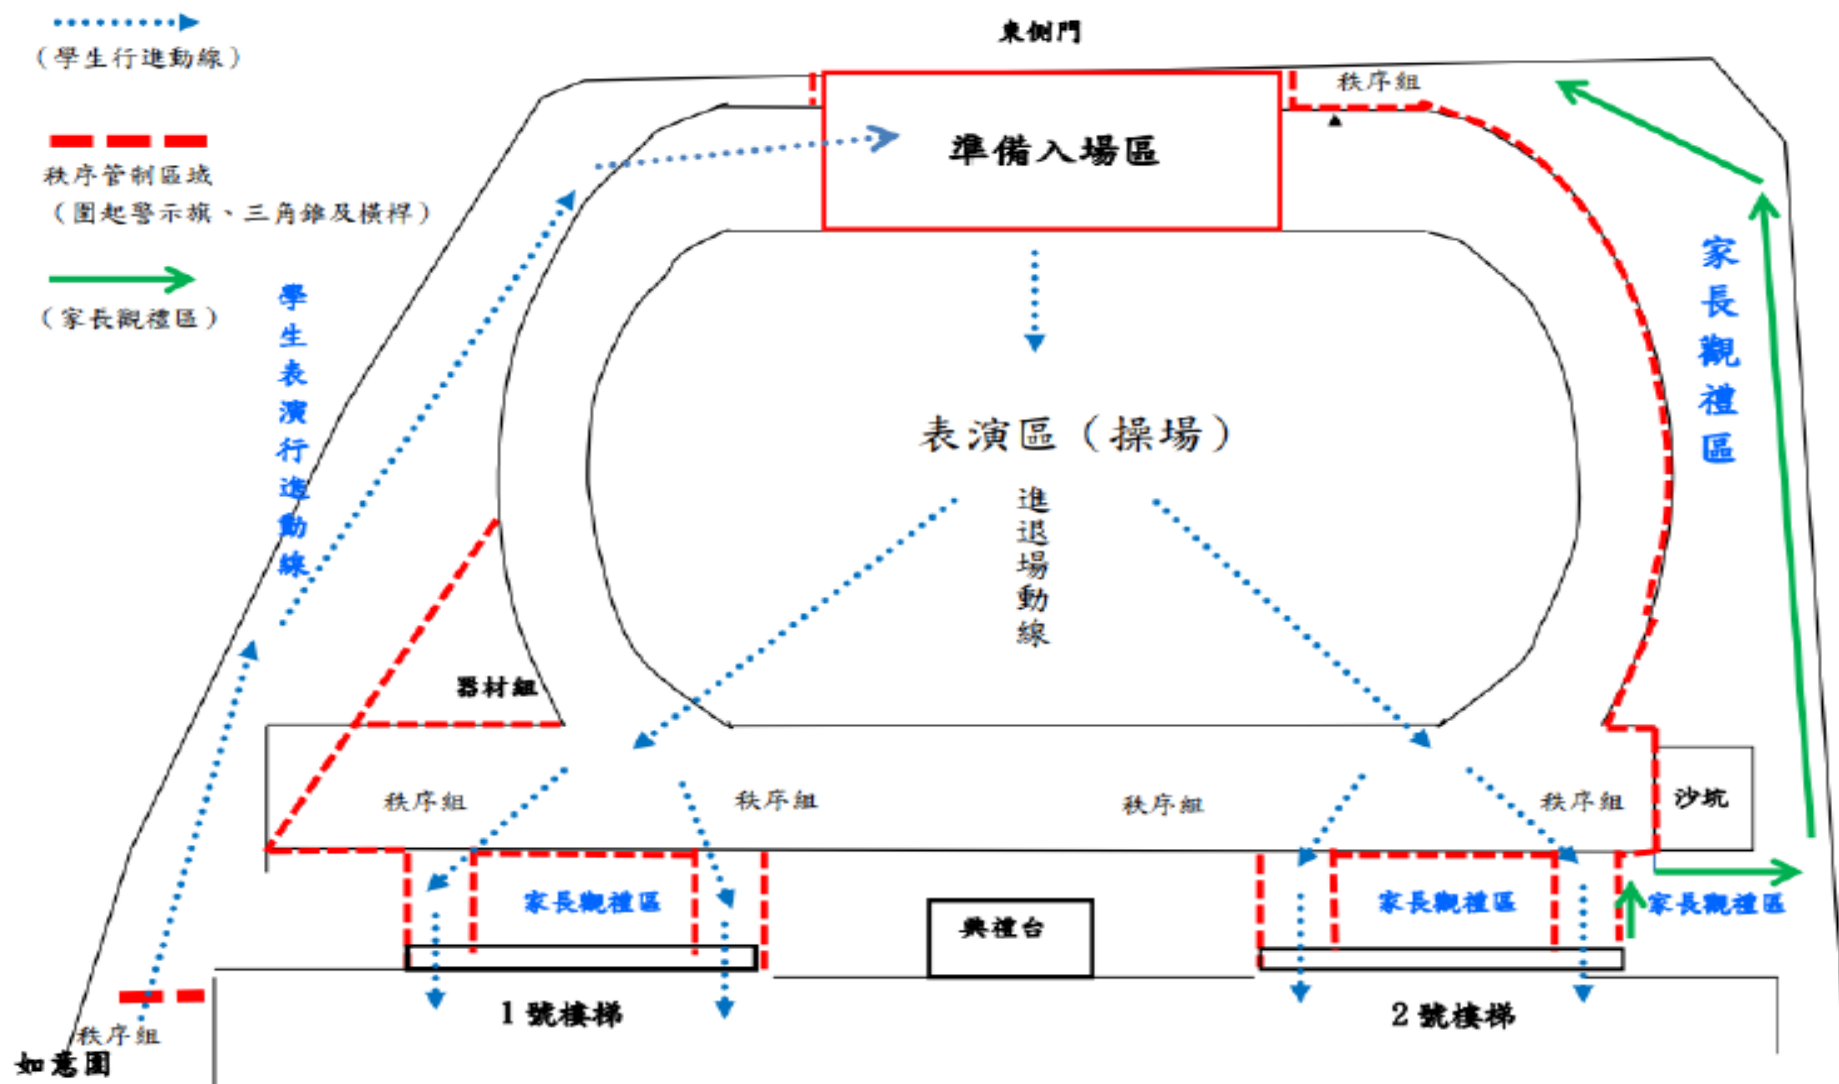 東側門
（學生行進動線）
秩序組
準備入場區
秩序管制區域
（圍起警示旗、三角錐及橫桿）
（家長觀禮區）
學生表演行進動線
家長觀禮區
表演區（操場）
進退場動線
器材組
秩序組
秩序組
秩序組
秩序組
沙坑
家長觀禮區
典禮台
家長觀禮區
家長觀禮區
1號樓梯
2號樓梯
秩序組
如意園